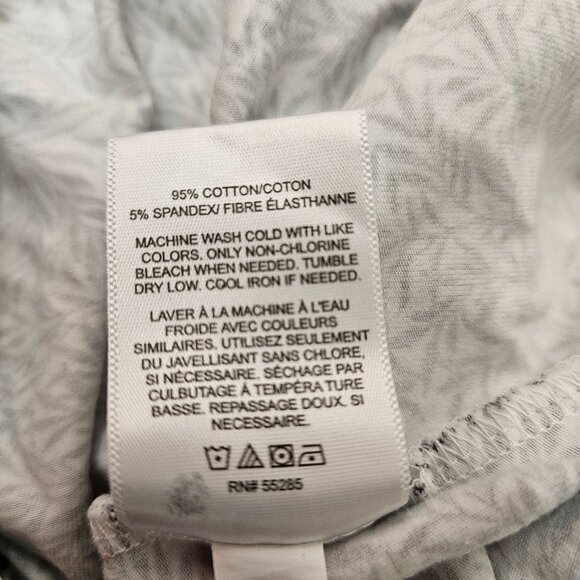 95% COTTON/COTON
5% SPANDEX/ FIBRE ÉLASTHANNE
MACHINE WASH COLD WITH LIKE
COLORS. ONLY NON-CHLORINE
BLEACH WHEN NEEDED. TUMBLE
DRY LOW. COOL IRON IF NEEDED.
LAVER À LA MACHINE À L'EAU
FROIDE AVEC COULEURS
SIMILAIRES. UTILISEZ SEULEMENT
DU JAVELLISANT SANS CHLORE,
SI NÉCESSAIRE. SÉCHAGE PAR
CULBUTAGE À TEMPÉRA TURE
BASSE. REPASSAGE DOUX. SI
NECESSAIRE.
RN# 55285